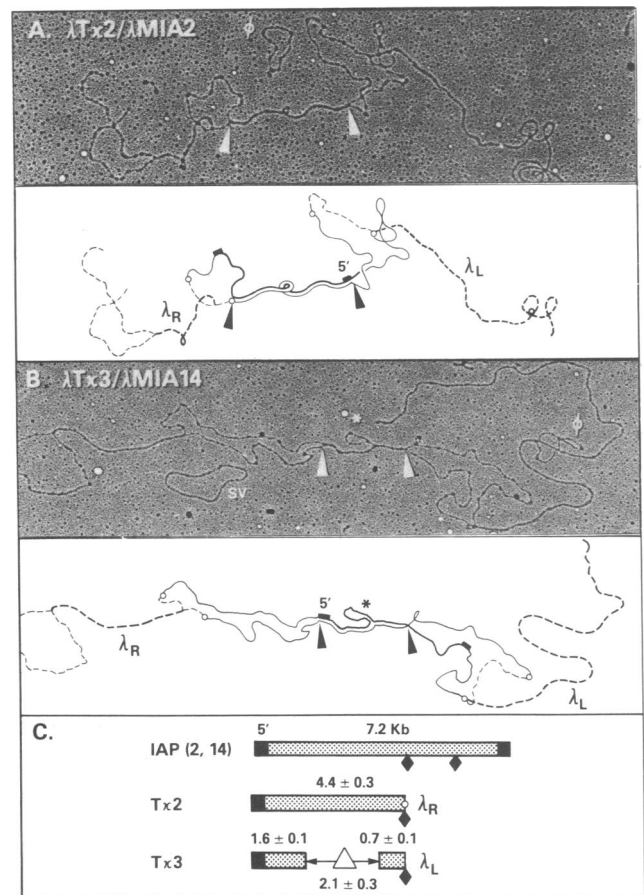 A. λTx2/λMIA2
ϕ
5'
λR
λL
B. λTx3/λMIA14
*
ϕ
SV
5'
*
λR
λL
C.
5' 7.2 Kb
IAP (2, 14)
4.4 ± 0.3
Tx2 λR
1.6 ± 0.1 0.7 ± 0.1
Tx3 λL
2.1 ± 0.3